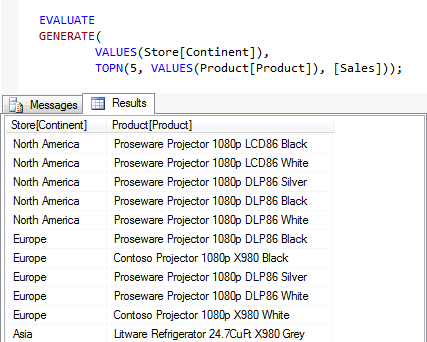 EVALUATE
GENERATE(
VALUES(Store[Continent]),
TOPN(5, VALUES(Product[Product]), [Sales]));
Messages Results
Store[Continent] Product[Product]
North America Proseware Projector 1080p LCD86 Black
North America Proseware Projector 1080p LCD86 White
North America Proseware Projector 1080p DLP86 Silver
North America Proseware Projector 1080p DLP86 Black
North America Proseware Projector 1080p DLP86 White
Europe Proseware Projector 1080p DLP86 Black
Europe Contoso Projector 1080p X980 Black
Europe Proseware Projector 1080p DLP86 Silver
Europe Proseware Projector 1080p DLP86 White
Europe Contoso Projector 1080p X980 White
Asia Litware Refrigerator 24.7CuFt X980 Grey